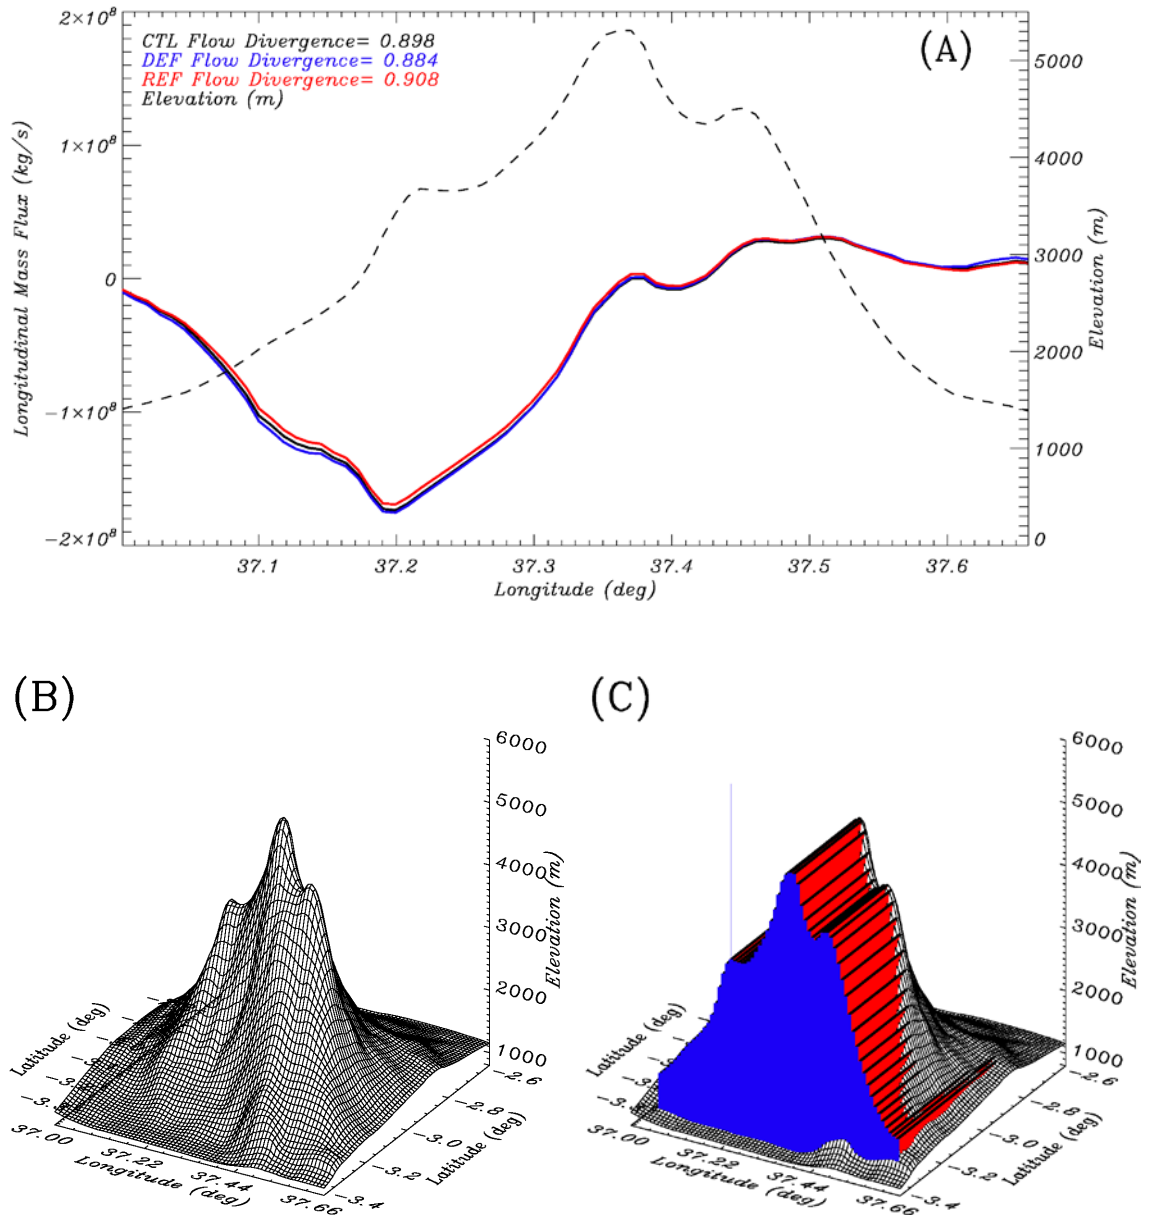 (A)
CTL Flow Divergence= 0.898
DEF Flow Divergence= 0.884
REF Flow Divergence= 0.908
Elevation (m)
2×10⁸
1×10⁸
0
−1×10⁸
−2×10⁸
Longitudinal Mass Flux (kg/s)
5000
4000
3000
2000
1000
0
Elevation (m)
37.1 37.2 37.3 37.4 37.5 37.6
Longitude (deg)
(B)
6000
5000
4000
3000
2000
1000
Elevation (m)
Latitude (deg)
37.00 37.22 37.44 37.66
Longitude (deg)
−2.6
−2.8
−3.0
−3.2
−3.4
Latitude (deg)
(C)
6000
5000
4000
3000
2000
1000
Elevation (m)
Latitude (deg)
37.00 37.22 37.44 37.66
Longitude (deg)
−2.6
−2.8
−3.0
−3.2
−3.4
Latitude (deg)